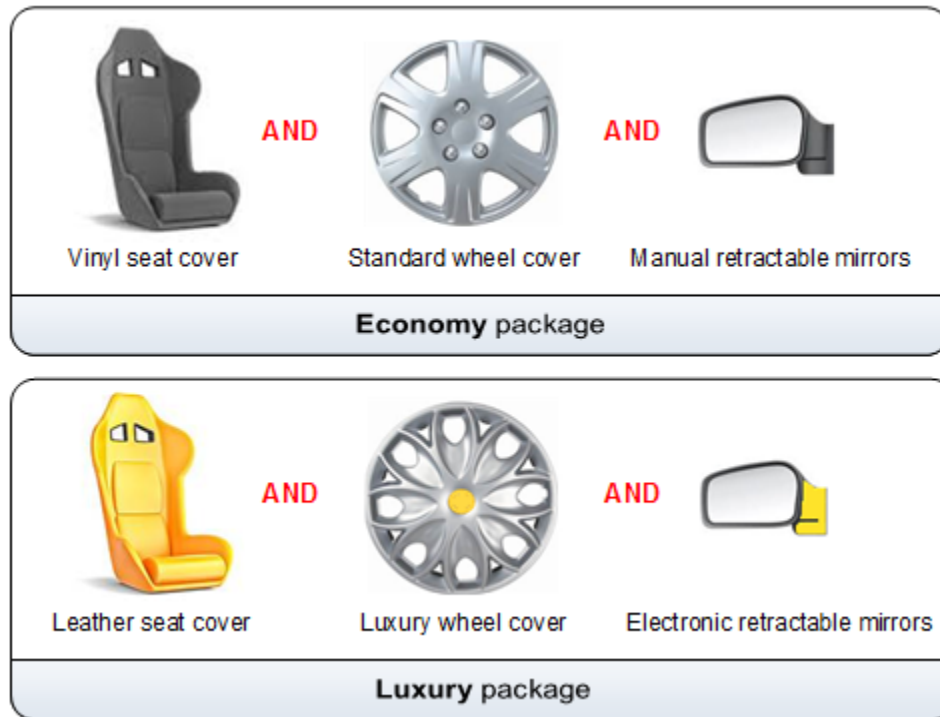 AND AND
Vinyl seat cover Standard wheel cover Manual retractable mirrors
Economy package
AND AND
Leather seat cover Luxury wheel cover Electronic retractable mirrors
Luxury package